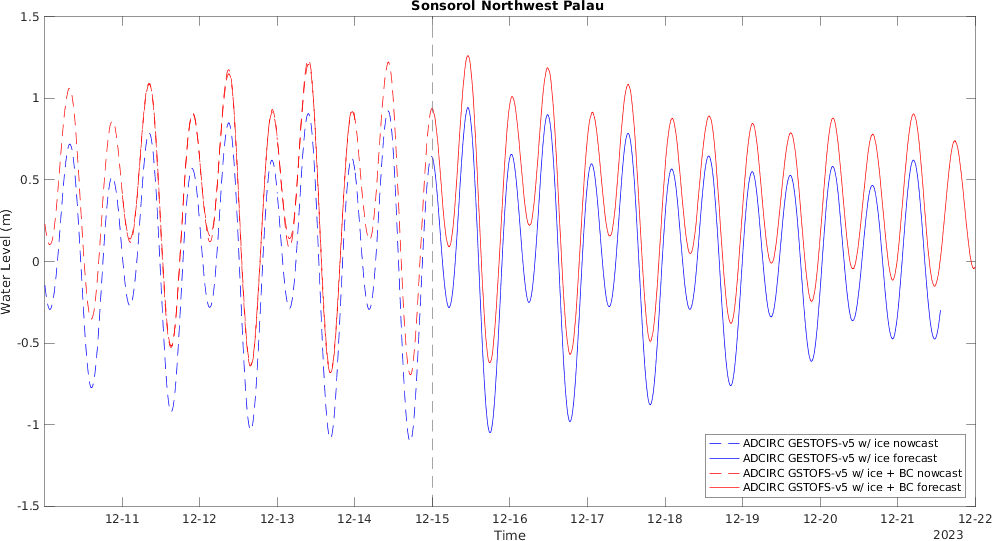 Sonsorol Northwest Palau
1.5
1
0.5
0
-0.5
-1
-1.5
Water Level (m)
ADCIRC GESTOFS-v5 w/ ice nowcast
ADCIRC GESTOFS-v5 w/ ice forecast
ADCIRC GSTOFS-v5 w/ ice + BC nowcast
ADCIRC GSTOFS-v5 w/ ice + BC forecast
12-11 12-12 12-13 12-14 12-15 12-16 12-17 12-18 12-19 12-20 12-21 12-22
Time
2023